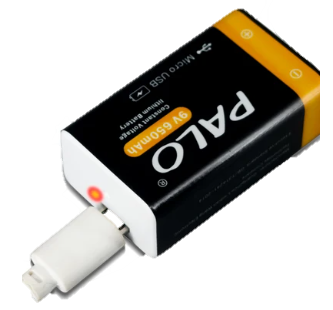 Micro USB
PALO®
9V 650mAh
Constant Voltage
lithium Battery